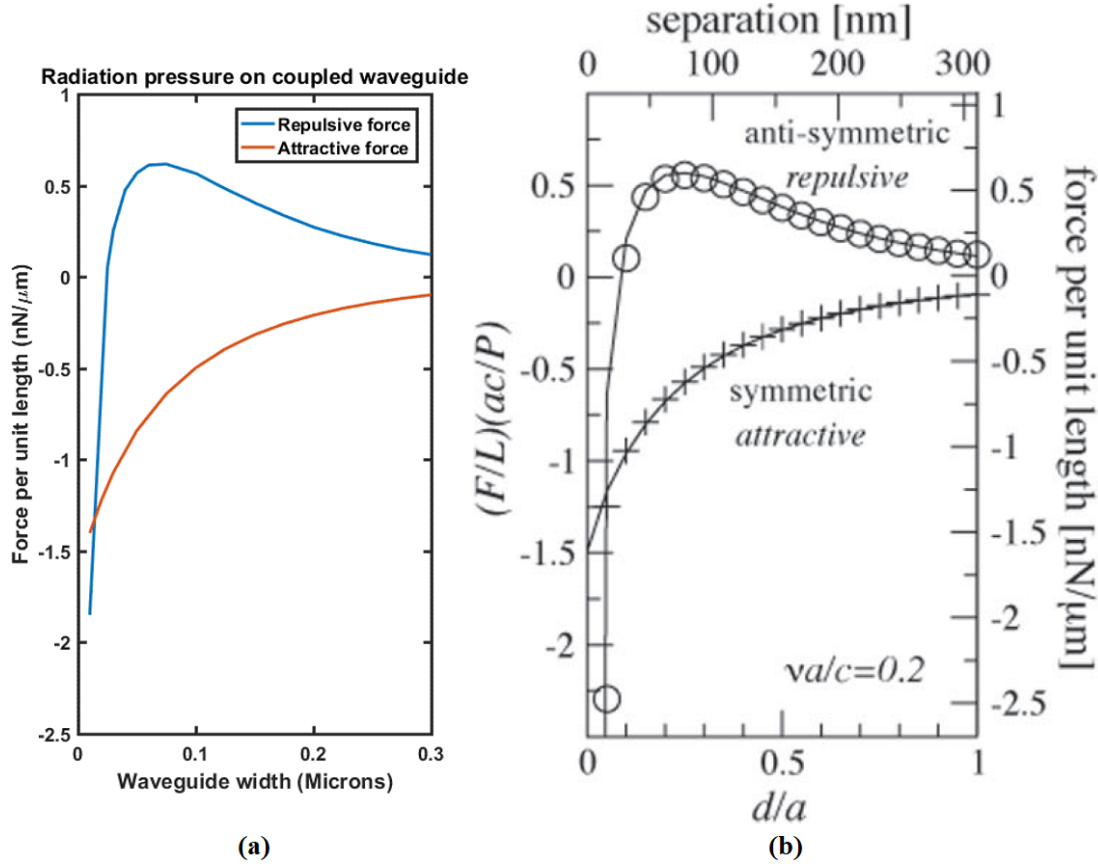 Radiation pressure on coupled waveguide
1
0.5
0
-0.5
-1
-1.5
-2
-2.5
Force per unit length (nN/μm)
Repulsive force
Attractive force
0
0.1
0.2
0.3
Waveguide width (Microns)
(a)
separation [nm]
0
100
200
300
anti-symmetric
repulsive
symmetric
attractive
νa/c=0.2
0.5
0
-0.5
-1
-1.5
-2
(F/L)(ac/P)
1
0.5
0
-0.5
-1
-1.5
-2
-2.5
force per unit length [nN/μm]
0
0.5
1
d/a
(b)